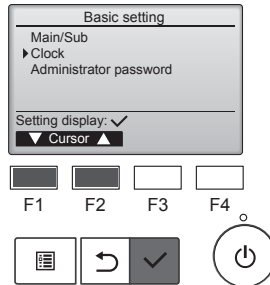 Basic setting
Main/Sub
Clock
Administrator password
Setting display:
Cursor
F1 F2 F3 F4